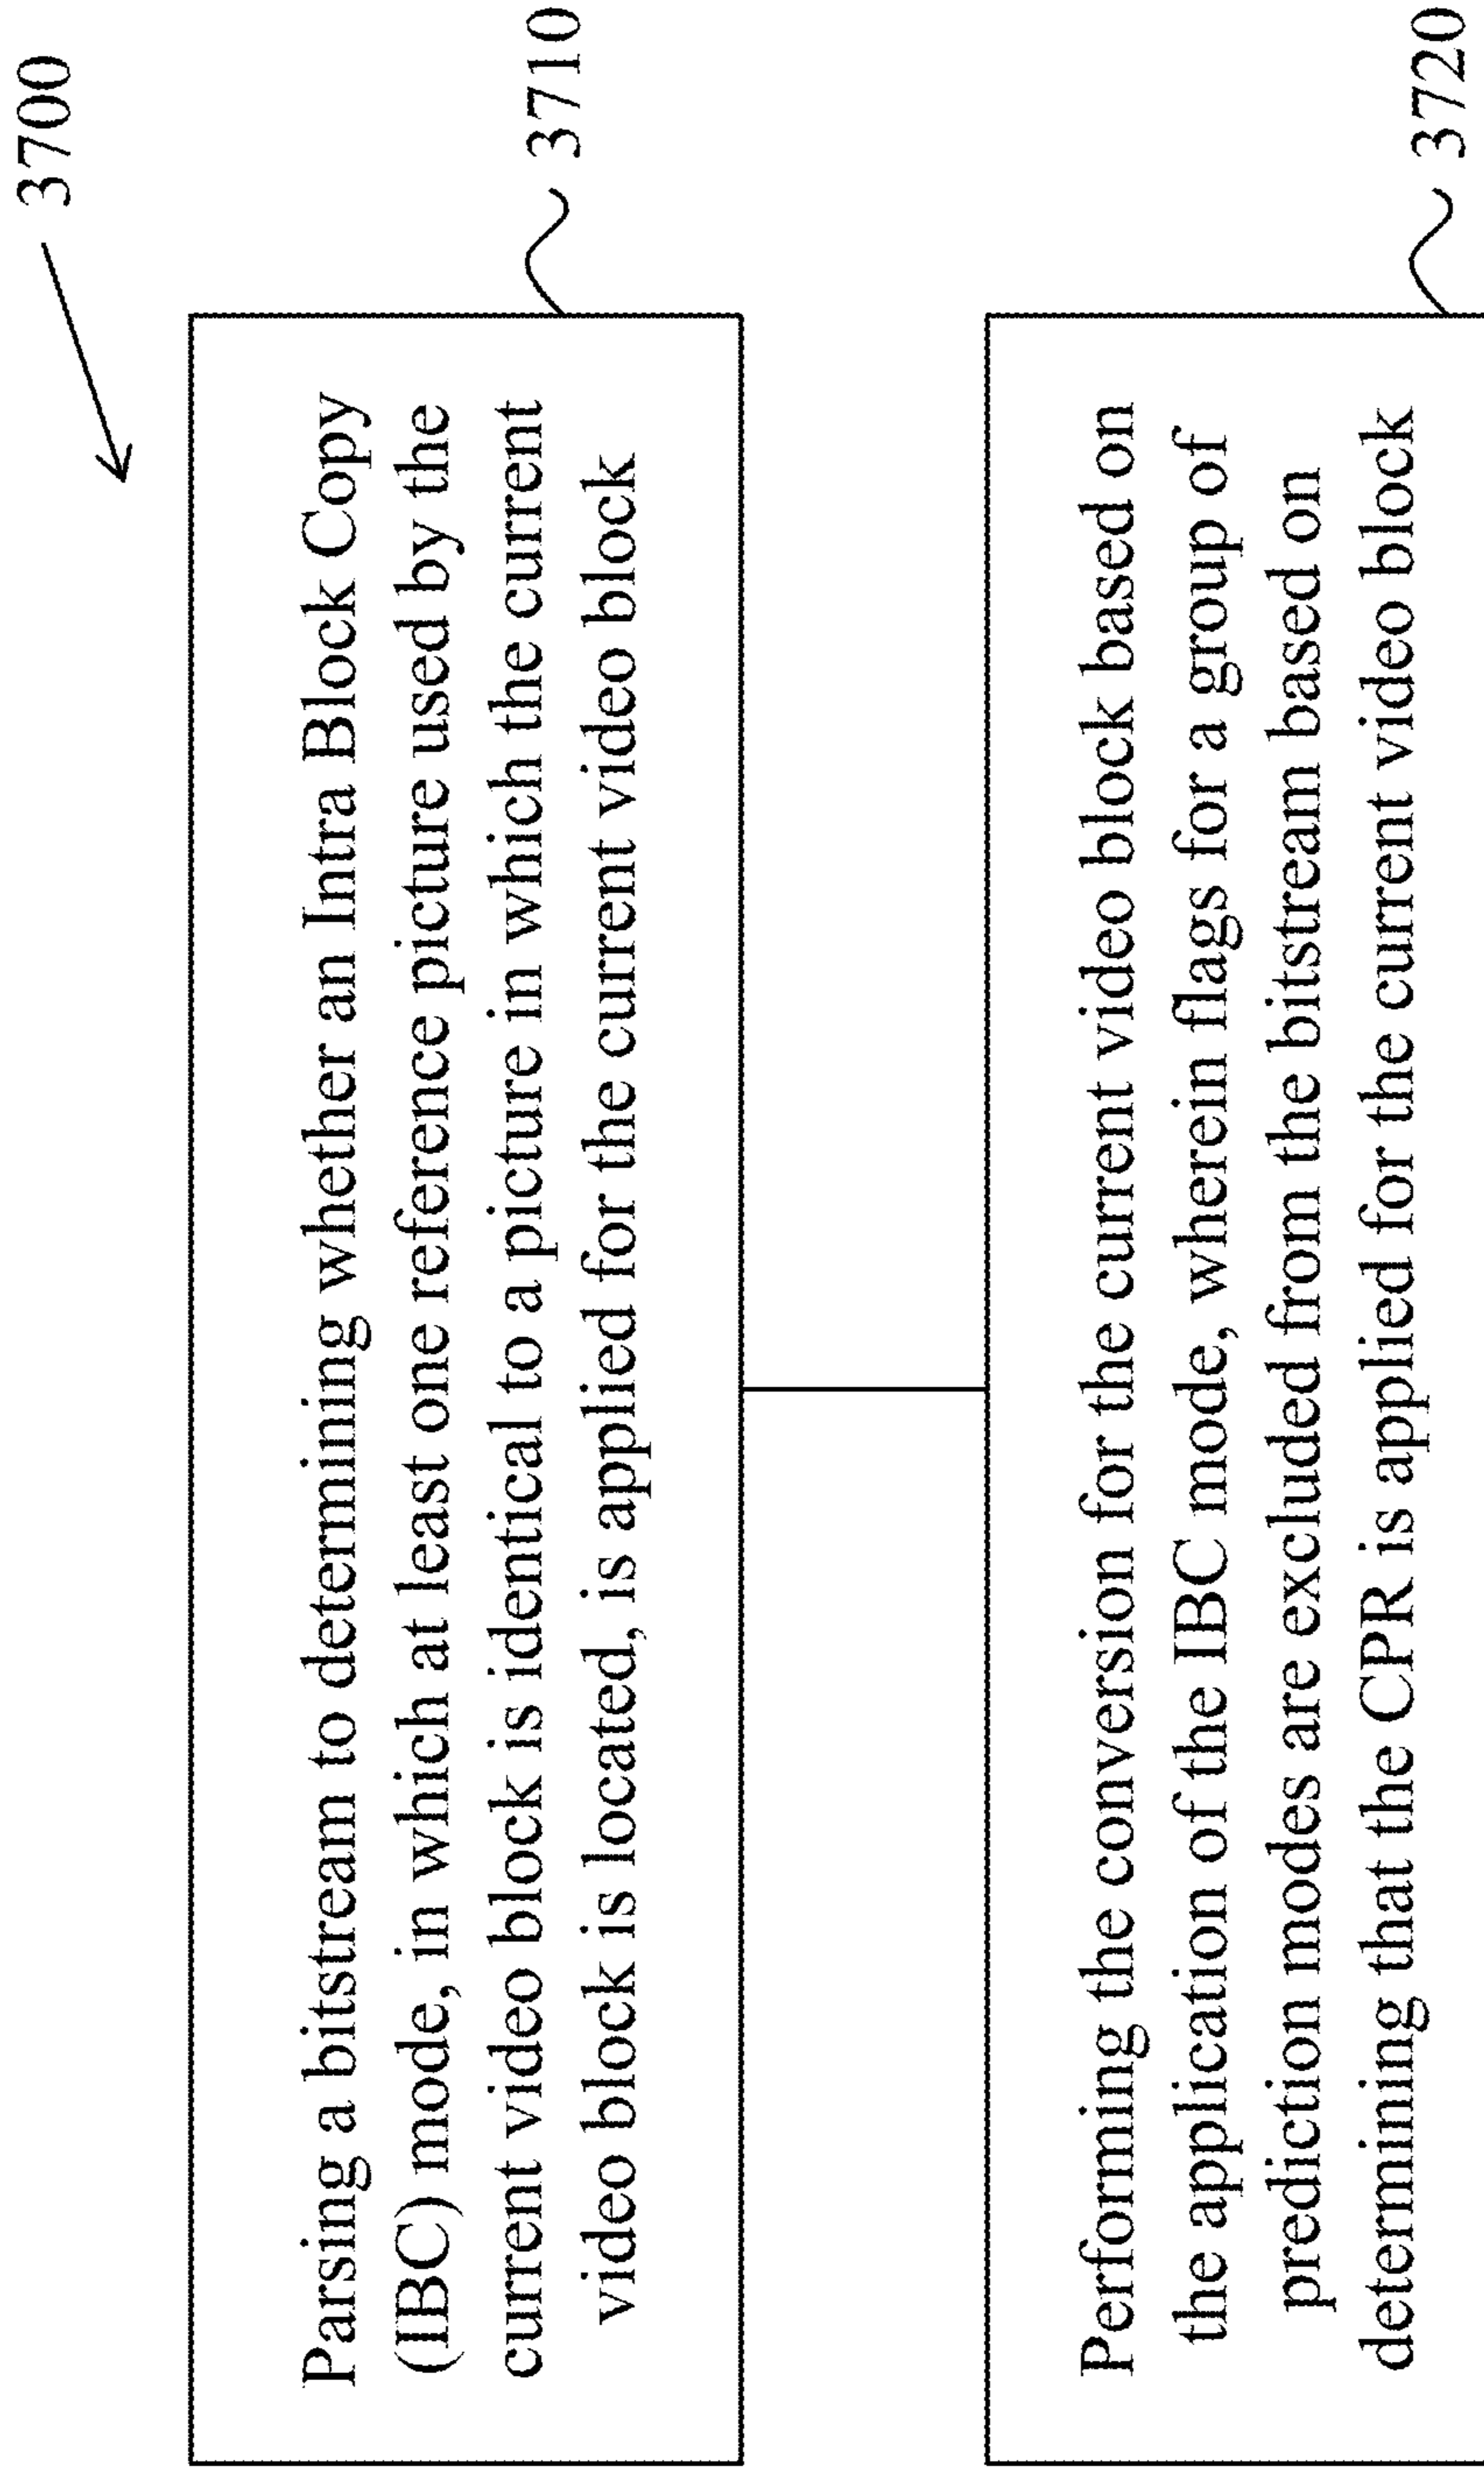 3700
Parsing a bitstream to determining whether an Intra Block Copy
(IBC) mode, in which at least one reference picture used by the
current video block is identical to a picture in which the current
video block is located, is applied for the current video block
3710
Performing the conversion for the current video block based on
the application of the IBC mode, wherein flags for a group of
prediction modes are excluded from the bitstream based on
determining that the CPR is applied for the current video block
3720